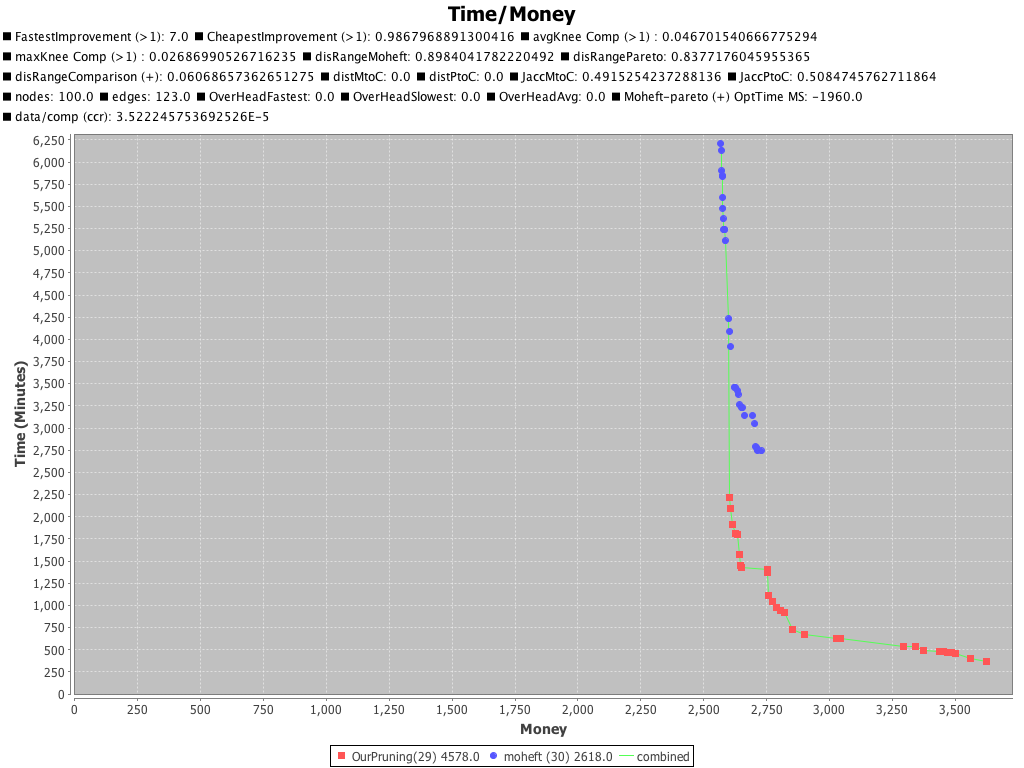 Time/Money
FastestImprovement (>1): 7.0 CheapestImprovement (>1): 0.9867968891300416 avgKnee Comp (>1) : 0.046701540666775294
maxKnee Comp (>1) : 0.02686990526716235 disRangeMoheft: 0.8984041782220492 disRangePareto: 0.8377176045955365
disRangeComparison (+): 0.06068657362651275 distMtoC: 0.0 distPtoC: 0.0 JaccMtoC: 0.4915254237288136 JaccPtoC: 0.5084745762711864
nodes: 100.0 edges: 123.0 OverHeadFastest: 0.0 OverHeadSlowest: 0.0 OverHeadAvg: 0.0 Moheft-pareto (+) OptTime MS: -1960.0
data/comp (ccr): 3.522245753692526E-5
Time (Minutes)
6,250
6,000
5,750
5,500
5,250
5,000
4,750
4,500
4,250
4,000
3,750
3,500
3,250
3,000
2,750
2,500
2,250
2,000
1,750
1,500
1,250
1,000
750
500
250
0
0 250 500 750 1,000 1,250 1,500 1,750 2,000 2,250 2,500 2,750 3,000 3,250 3,500
Money
OurPruning(29) 4578.0 moheft (30) 2618.0 combined